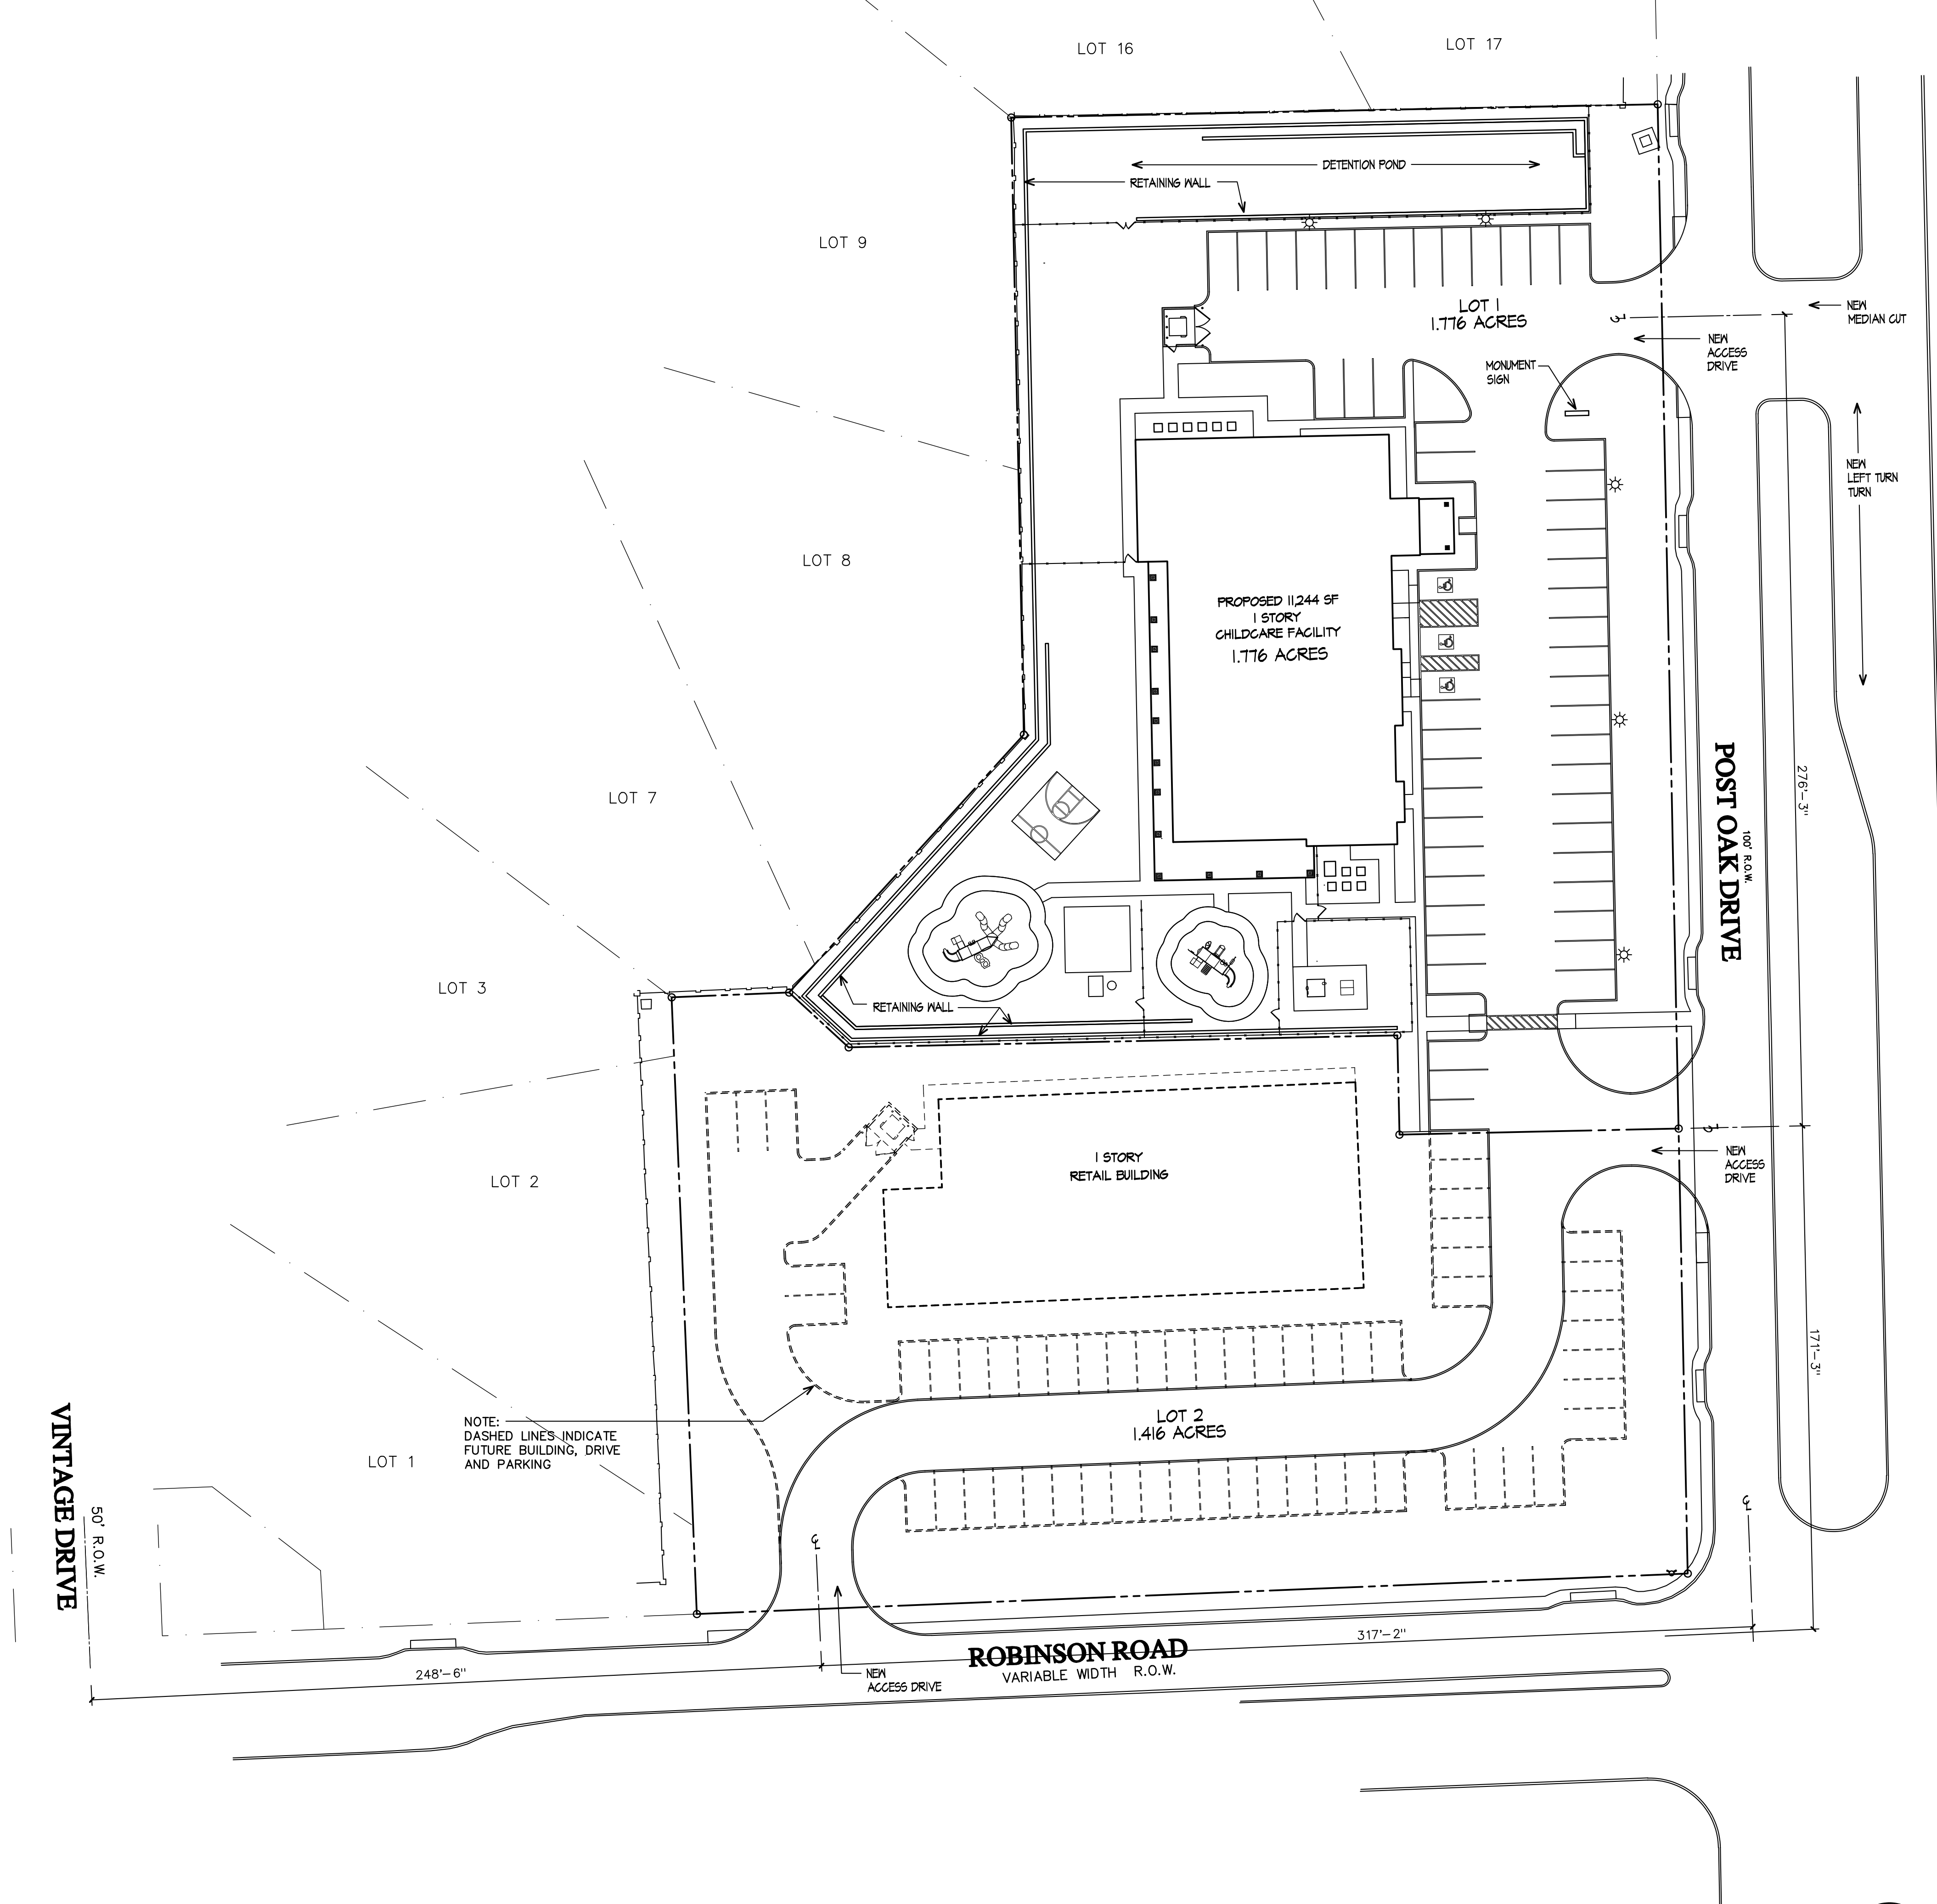 LOT 16
LOT 17
DETENTION POND
RETAINING WALL
LOT 9
LOT 1
1.776 ACRES
NEW
MEDIAN CUT
NEW
ACCESS
DRIVE
MONUMENT
SIGN
NEW
LEFT TURN
TURN
LOT 8
PROPOSED 11,244 SF
1 STORY
CHILDCARE FACILITY
1.776 ACRES
LOT 7
POST OAK DRIVE
100' R.O.W.
276'-3"
LOT 3
RETAINING WALL
1 STORY
RETAIL BUILDING
NEW
ACCESS
DRIVE
LOT 2
171'-3"
NOTE:
DASHED LINES INDICATE
FUTURE BUILDING, DRIVE
AND PARKING
LOT 2
1.416 ACRES
LOT 1
VINTAGE DRIVE
50' R.O.W.
317'-2"
ROBINSON ROAD
VARIABLE WIDTH R.O.W.
248'-6"
NEW
ACCESS DRIVE